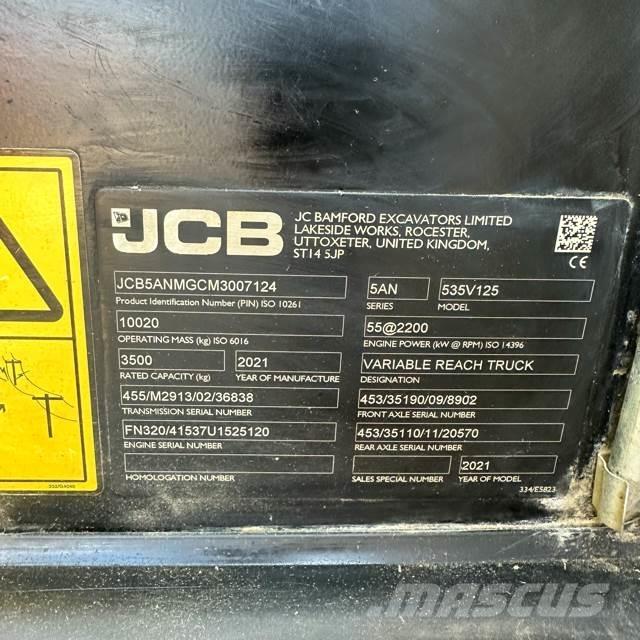 JCB
JC BAMFORD EXCAVATORS LIMITED
LAKESIDE WORKS, ROCESTER,
UTTOXETER, UNITED KINGDOM,
ST14 5JP
CE
JCB5ANMGCM3007124
Product Identification Number (PIN) ISO 10261
5AN
SERIES
535V125
MODEL
10020
OPERATING MASS (kg) ISO 6016
55@2200
ENGINE POWER (kW @ RPM) ISO 14396
3500
RATED CAPACITY (kg)
2021
YEAR OF MANUFACTURE
VARIABLE REACH TRUCK
DESIGNATION
455/M2913/02/36838
TRANSMISSION SERIAL NUMBER
453/35190/09/8902
FRONT AXLE SERIAL NUMBER
FN320/41537U1525120
ENGINE SERIAL NUMBER
453/35110/11/20570
REAR AXLE SERIAL NUMBER
HOMOLOGATION NUMBER
SALES SPECIAL NUMBER
2021
YEAR OF MODEL
334/E5823
MASCUS